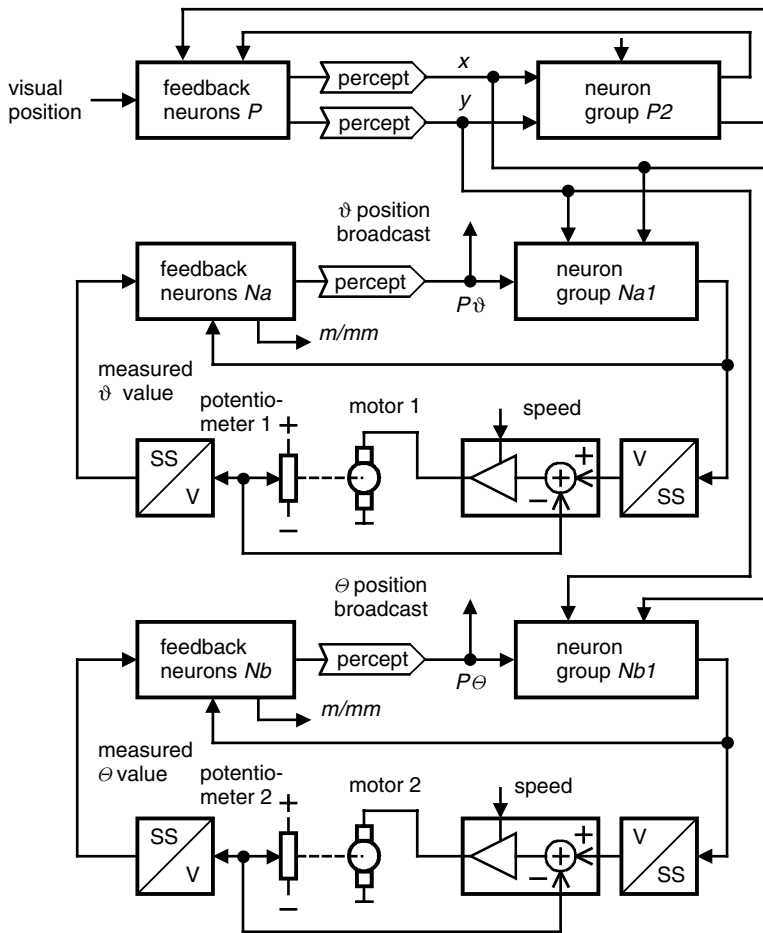 visual
position
feedback
neurons P
percept
x
percept
y
neuron
group P2
ϑ position
broadcast
feedback
neurons Na
percept
Pϑ
neuron
group Na1
m/mm
measured
ϑ value
potentio-
meter 1
motor 1
speed
SS
V
+
−
+
−
+
V
SS
Θ position
broadcast
feedback
neurons Nb
percept
PΘ
neuron
group Nb1
m/mm
measured
Θ value
potentio-
meter 2
motor 2
speed
SS
V
+
−
+
−
+
V
SS